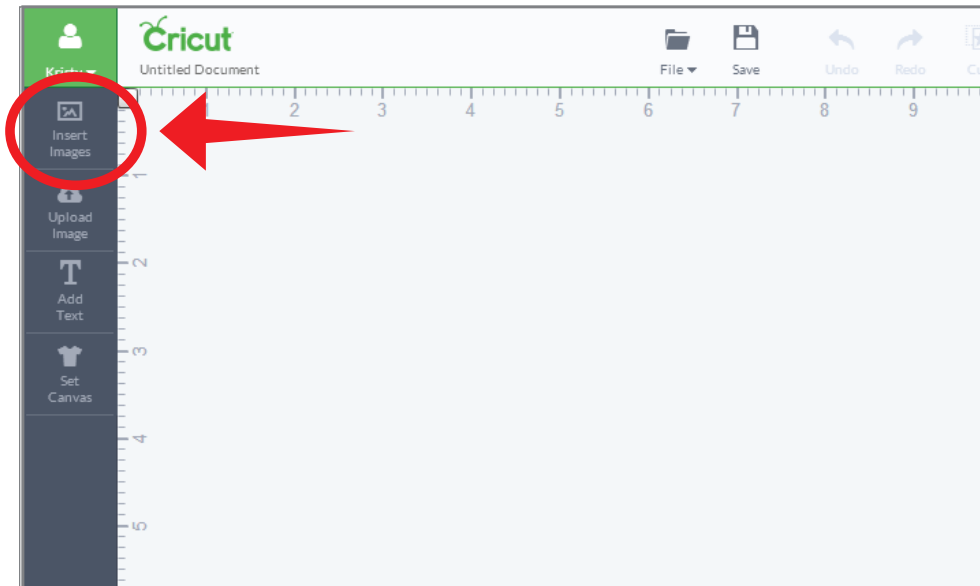 Cricut
Kristy
Untitled Document
File
Save
Undo
Redo
1 2 3 4 5 6 7 8 9
Insert
Images
Upload
Image
Add
Text
Set
Canvas
1
2
3
4
5